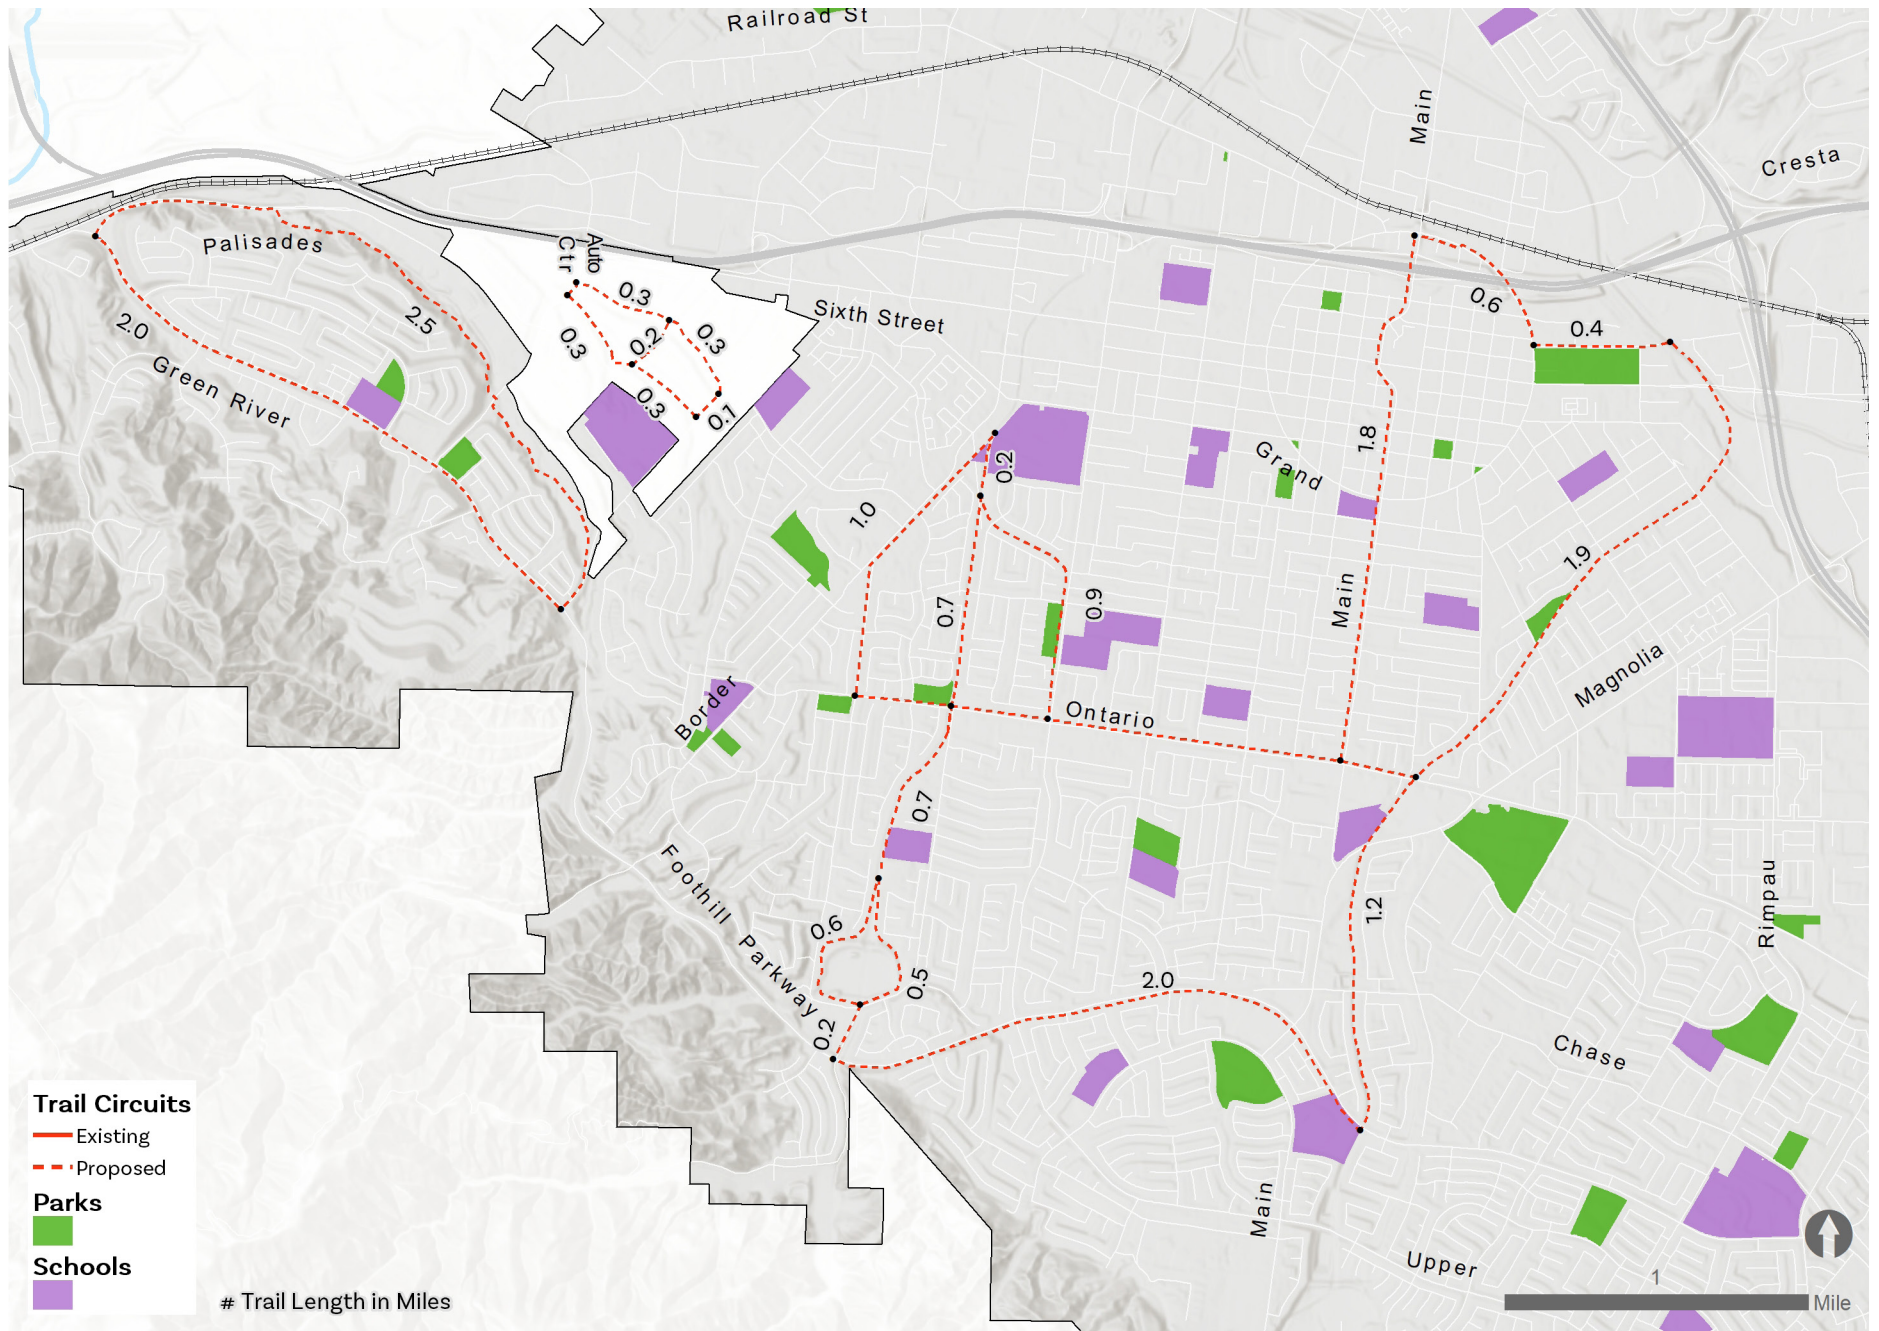 Railroad St
Main
Cresta
Palisades
Auto
Ctr
0.3
0.3
0.3
0.2
0.3
0.1
2.5
2.0
Green River
Sixth Street
0.6
0.4
1.8
Grand
0.2
1.0
1.9
0.7
0.9
Main
Magnolia
Border
Ontario
0.7
Foothill Parkway
0.6
0.5
0.2
2.0
1.2
Rimpau
Chase
Main
Upper
Trail Circuits
Existing
Proposed
Parks
Schools
# Trail Length in Miles
1
Mile